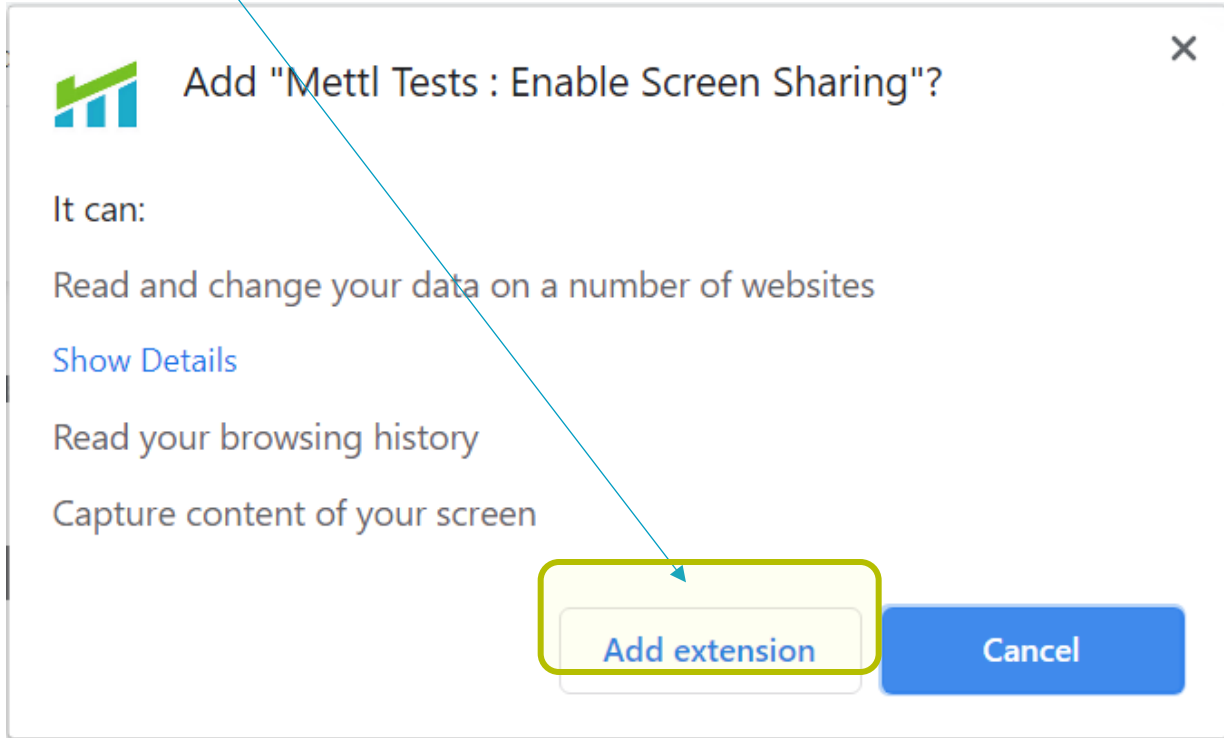 Add "Mettl Tests : Enable Screen Sharing"?
It can:
Read and change your data on a number of websites
Show Details
Read your browsing history
Capture content of your screen
Add extension
Cancel